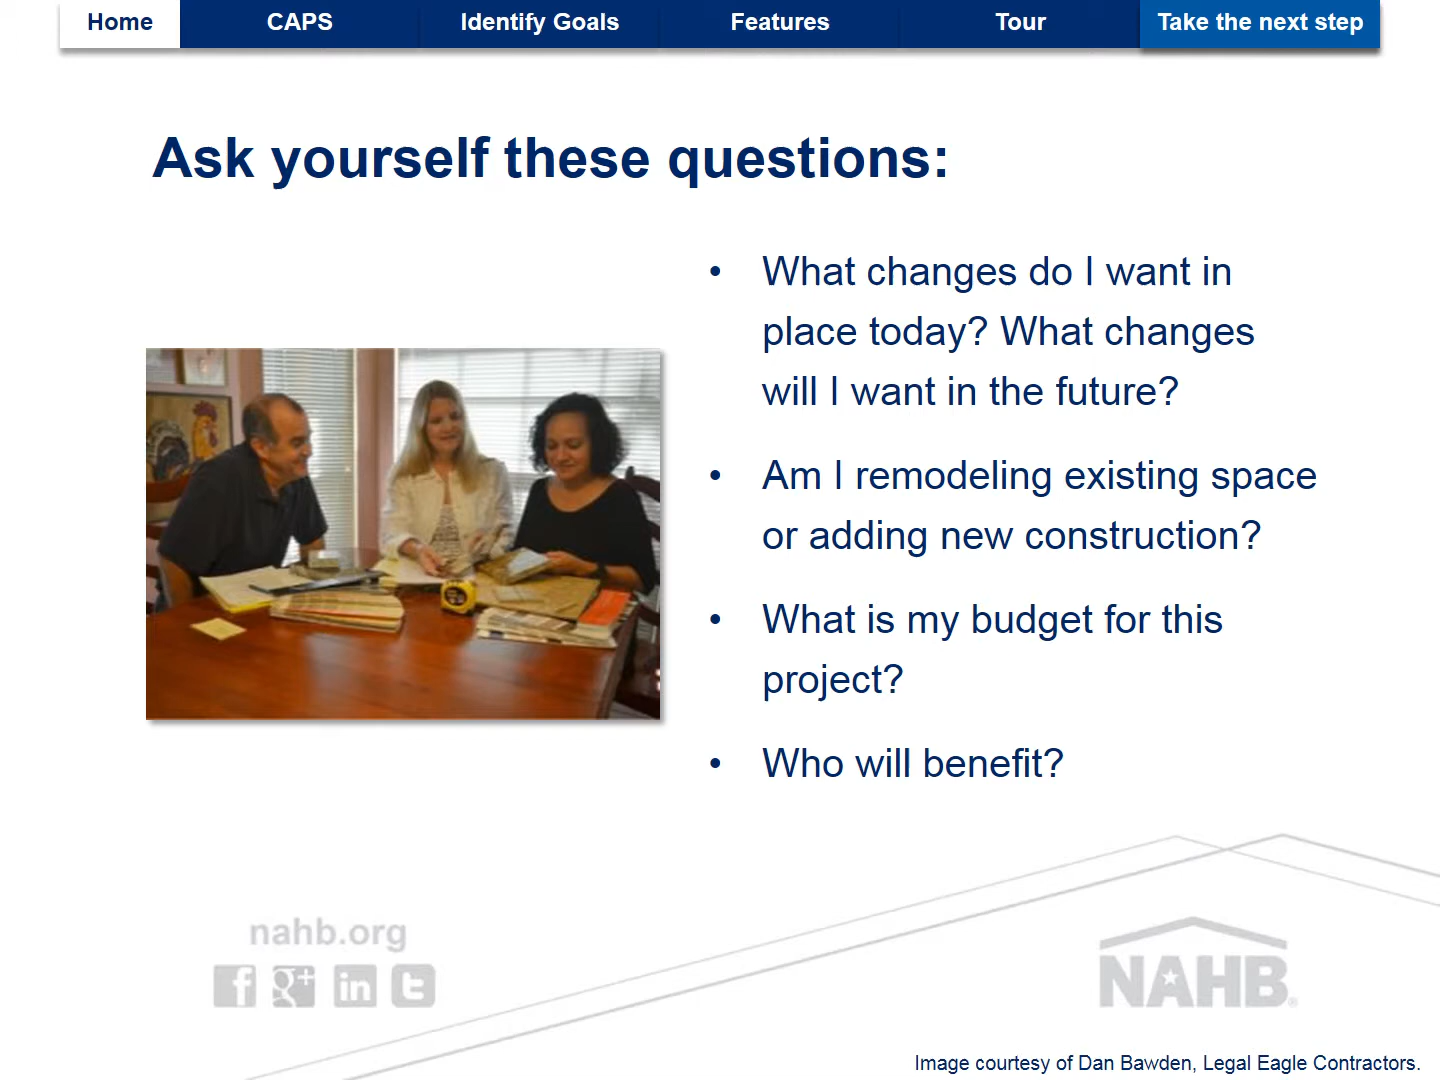 Home CAPS Identify Goals Features Tour Take the next step
Ask yourself these questions:
• What changes do I want in
place today? What changes
will I want in the future?
• Am I remodeling existing space
or adding new construction?
• What is my budget for this
project?
• Who will benefit?
nahb.org
f g+ in t
NAHB®
Image courtesy of Dan Bawden, Legal Eagle Contractors.